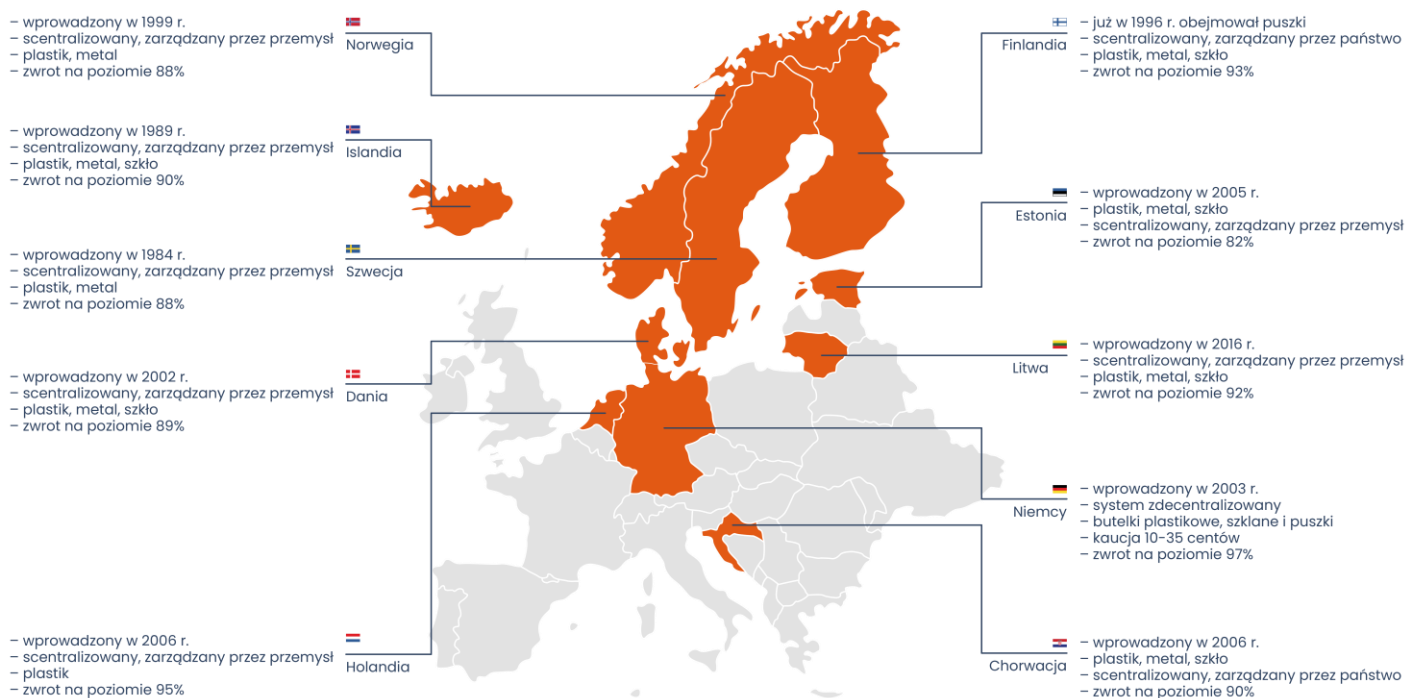 – wprowadzony w 1999 r.
– scentralizowany, zarządzany przez przemysł
– plastik, metal
– zwrot na poziomie 88%
Norwegia
– wprowadzony w 1989 r.
– scentralizowany, zarządzany przez przemysł
– plastik, metal, szkło
– zwrot na poziomie 90%
Islandia
– wprowadzony w 1984 r.
– scentralizowany, zarządzany przez przemysł
– plastik, metal
– zwrot na poziomie 88%
Szwecja
– wprowadzony w 2002 r.
– scentralizowany, zarządzany przez przemysł
– plastik, metal, szkło
– zwrot na poziomie 89%
Dania
– wprowadzony w 2006 r.
– scentralizowany, zarządzany przez przemysł
– plastik
– zwrot na poziomie 95%
Holandia
Finlandia
– już w 1996 r. obejmował puszki
– scentralizowany, zarządzany przez państwo
– plastik, metal, szkło
– zwrot na poziomie 93%
Estonia
– wprowadzony w 2005 r.
– plastik, metal, szkło
– scentralizowany, zarządzany przez przemysł
– zwrot na poziomie 82%
Litwa
– wprowadzony w 2016 r.
– scentralizowany, zarządzany przez przemysł
– plastik, metal, szkło
– zwrot na poziomie 92%
Niemcy
– wprowadzony w 2003 r.
– system zdecentralizowany
– butelki plastikowe, szklane i puszki
– kaucja 10-35 centów
– zwrot na poziomie 97%
Chorwacja
– wprowadzony w 2006 r.
– plastik, metal, szkło
– scentralizowany, zarządzany przez państwo
– zwrot na poziomie 90%